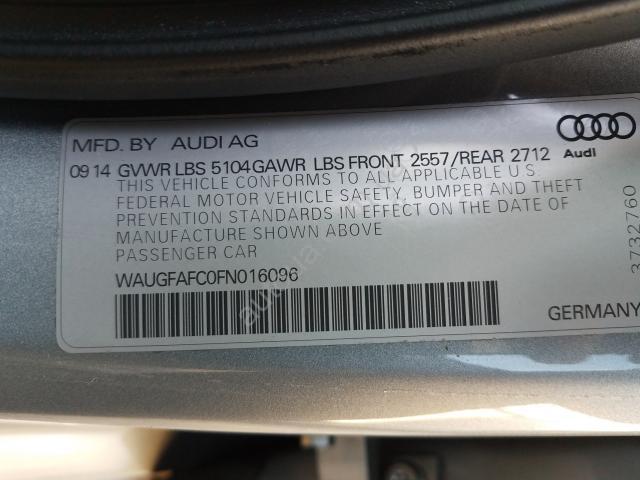 MFD. BY AUDI AG
09 14 GVWR LBS 5104 GAWR LBS FRONT 2557/REAR 2712
Audi
THIS VEHICLE CONFORMS TO ALL APPLICABLE U.S
FEDERAL MOTOR VEHICLE SAFETY, BUMPER AND THEFT
PREVENTION STANDARDS IN EFFECT ON THE DATE OF
MANUFACTURE SHOWN ABOVE
PASSENGER CAR
WAUGFAFC0FN016096
GERMANY
3732760